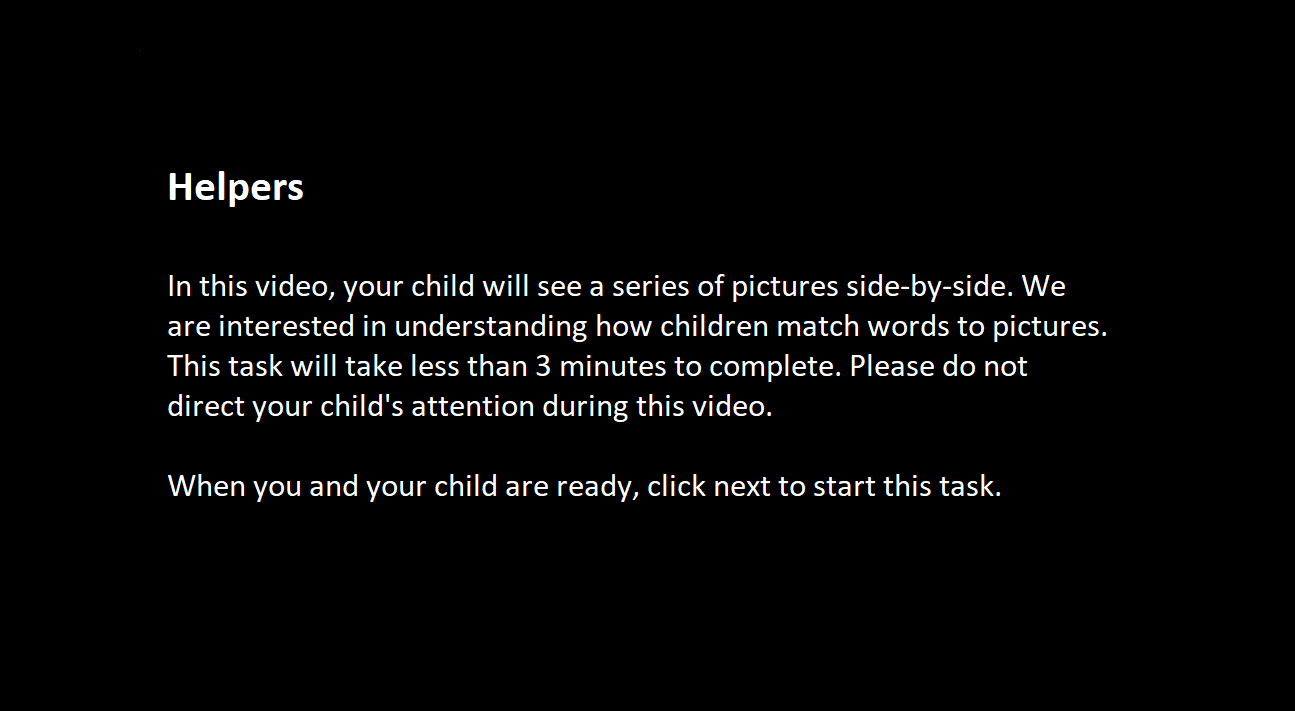 Helpers
In this video, your child will see a series of pictures side-by-side. We
are interested in understanding how children match words to pictures.
This task will take less than 3 minutes to complete. Please do not
direct your child's attention during this video.
When you and your child are ready, click next to start this task.